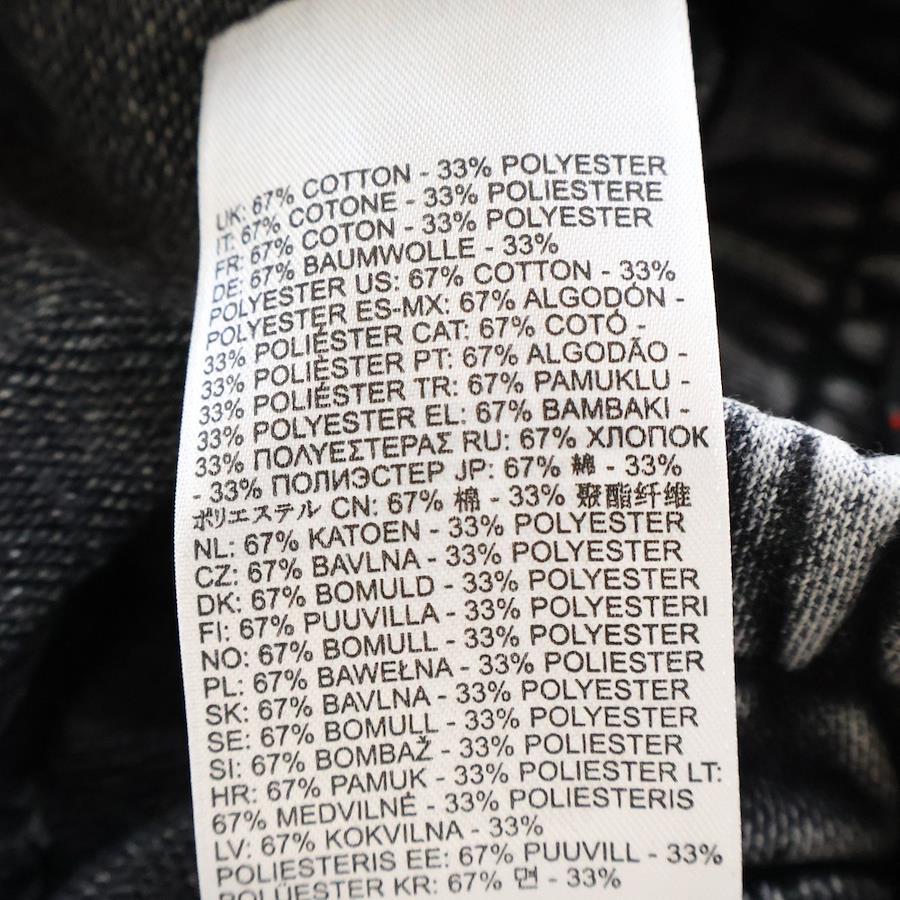 UK: 67% COTTON - 33% POLYESTER
IT: 67% COTONE - 33% POLIESTERE
FR: 67% COTON - 33% POLYESTER
DE: 67% BAUMWOLLE - 33%
POLYESTER US: 67% COTTON - 33%
POLYESTER ES-MX: 67% ALGODÓN -
33% POLIÉSTER CAT: 67% COTÓ -
33% POLIÈSTER PT: 67% ALGODÃO -
33% POLIÉSTER TR: 67% PAMUKLU -
33% POLYESTER EL: 67% BAMBAKI -
33% ΠΟΛΥΕΣΤΕΡΑΣ RU: 67% ХЛОПОК
- 33% ПОЛИЭСТЕР JP: 67% 綿 - 33%
ポリエステル CN: 67% 棉 - 33% 聚酯纤维
NL: 67% KATOEN - 33% POLYESTER
CZ: 67% BAVLNA - 33% POLYESTER
DK: 67% BOMULD - 33% POLYESTER
FI: 67% PUUVILLA - 33% POLYESTERI
NO: 67% BOMULL - 33% POLYESTER
PL: 67% BAWEŁNA - 33% POLIESTER
SK: 67% BAVLNA - 33% POLYESTER
SE: 67% BOMULL - 33% POLYESTER
SI: 67% BOMBAŽ - 33% POLIESTER
HR: 67% PAMUK - 33% POLIESTER LT:
67% MEDVILNĖ - 33% POLIESTERIS
LV: 67% KOKVILNA - 33%
POLIESTERIS EE: 67% PUUVILL - 33%
POLÜESTER KR: 67% 면 - 33%